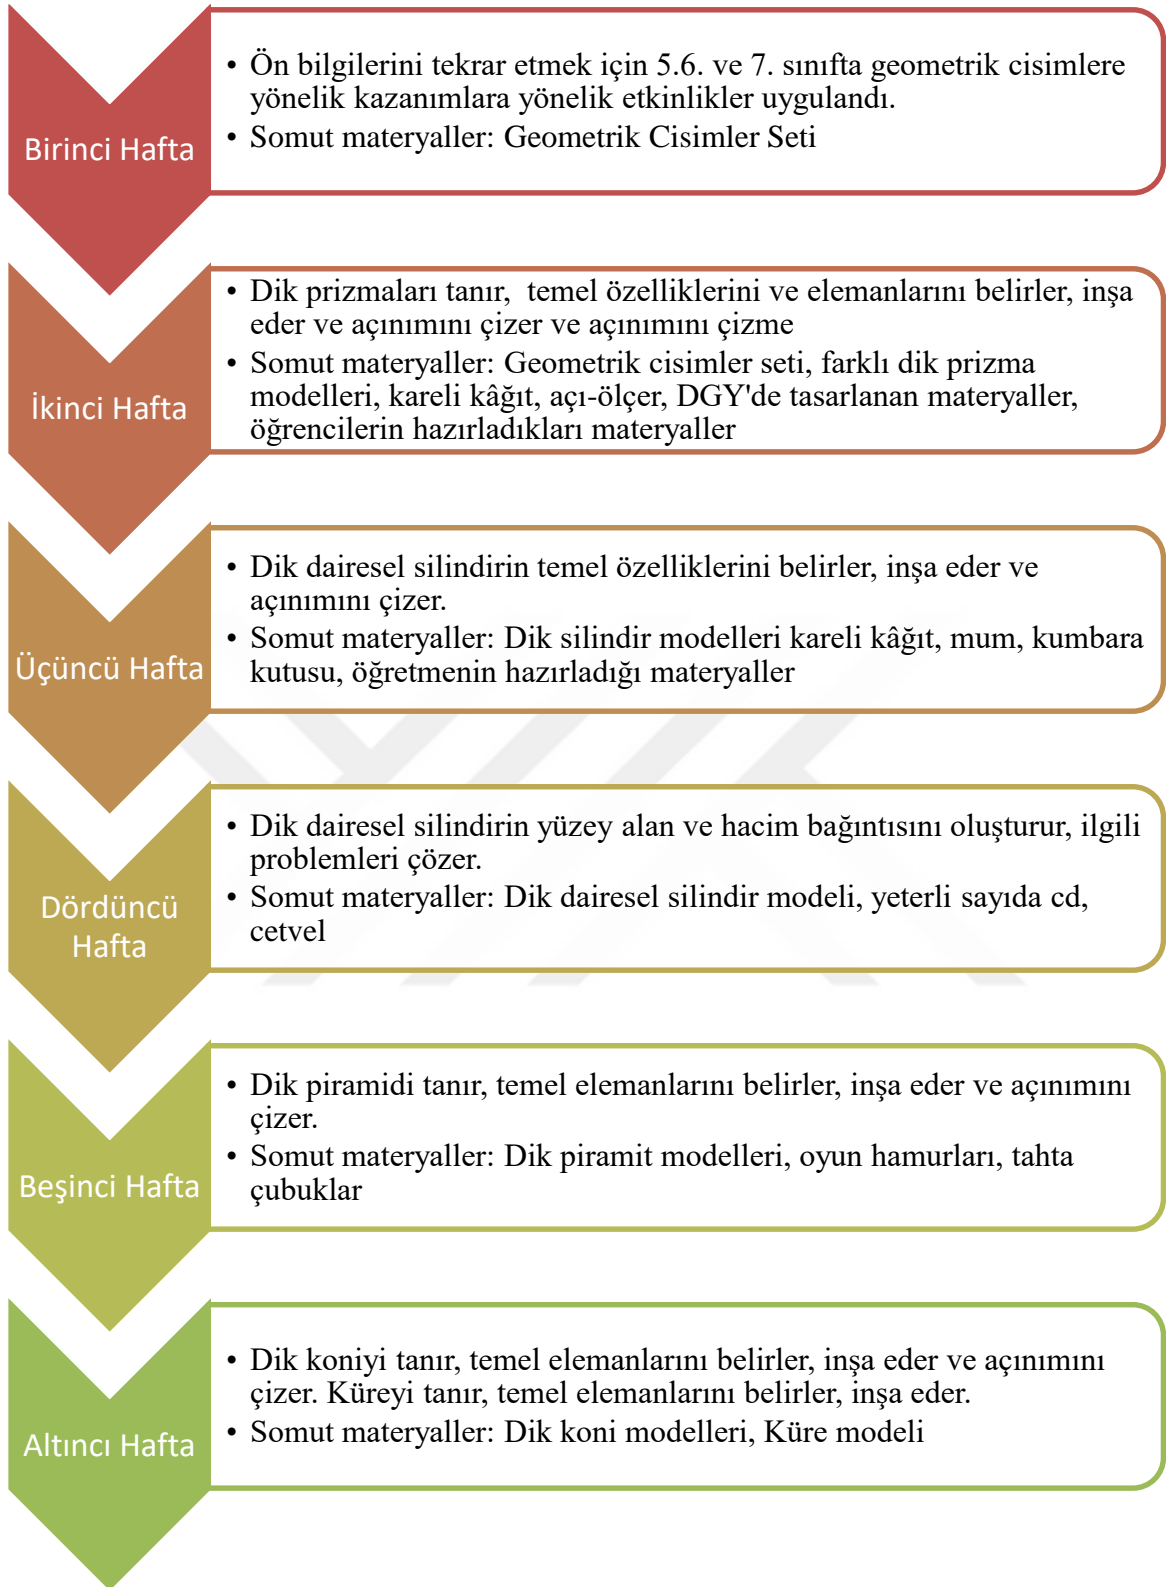 Birinci Hafta
• Ön bilgilerini tekrar etmek için 5.6. ve 7. sınıfta geometrik cisimlere
yönelik kazanımlara yönelik etkinlikler uygulandı.
• Somut materyaller: Geometrik Cisimler Seti
İkinci Hafta
• Dik prizmaları tanır, temel özelliklerini ve elemanlarını belirler, inşa
eder ve açınımını çizer ve açınımını çizme
• Somut materyaller: Geometrik cisimler seti, farklı dik prizma
modelleri, kareli kâğıt, açı-ölçer, DGY'de tasarlanan materyaller,
öğrencilerin hazırladıkları materyaller
Üçüncü Hafta
• Dik dairesel silindirin temel özelliklerini belirler, inşa eder ve
açınımını çizer.
• Somut materyaller: Dik silindir modelleri kareli kâğıt, mum, kumbara
kutusu, öğretmenin hazırladığı materyaller
Dördüncü
Hafta
• Dik dairesel silindirin yüzey alan ve hacim bağıntısını oluşturur, ilgili
problemleri çözer.
• Somut materyaller: Dik dairesel silindir modeli, yeterli sayıda cd,
cetvel
Beşinci Hafta
• Dik piramidi tanır, temel elemanlarını belirler, inşa eder ve açınımını
çizer.
• Somut materyaller: Dik piramit modelleri, oyun hamurları, tahta
çubuklar
Altıncı Hafta
• Dik koniyi tanır, temel elemanlarını belirler, inşa eder ve açınımını
çizer. Küreyi tanır, temel elemanlarını belirler, inşa eder.
• Somut materyaller: Dik koni modelleri, Küre modeli